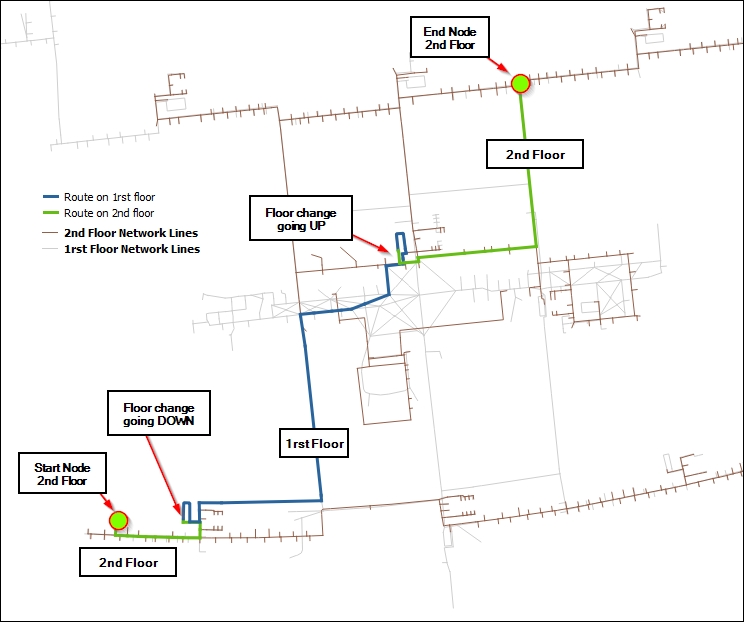 End Node
2nd Floor
2nd Floor
Route on 1rst floor
Route on 2nd floor
2nd Floor Network Lines
1rst Floor Network Lines
Floor change
going UP
Floor change
going DOWN
1rst Floor
Start Node
2nd Floor
2nd Floor